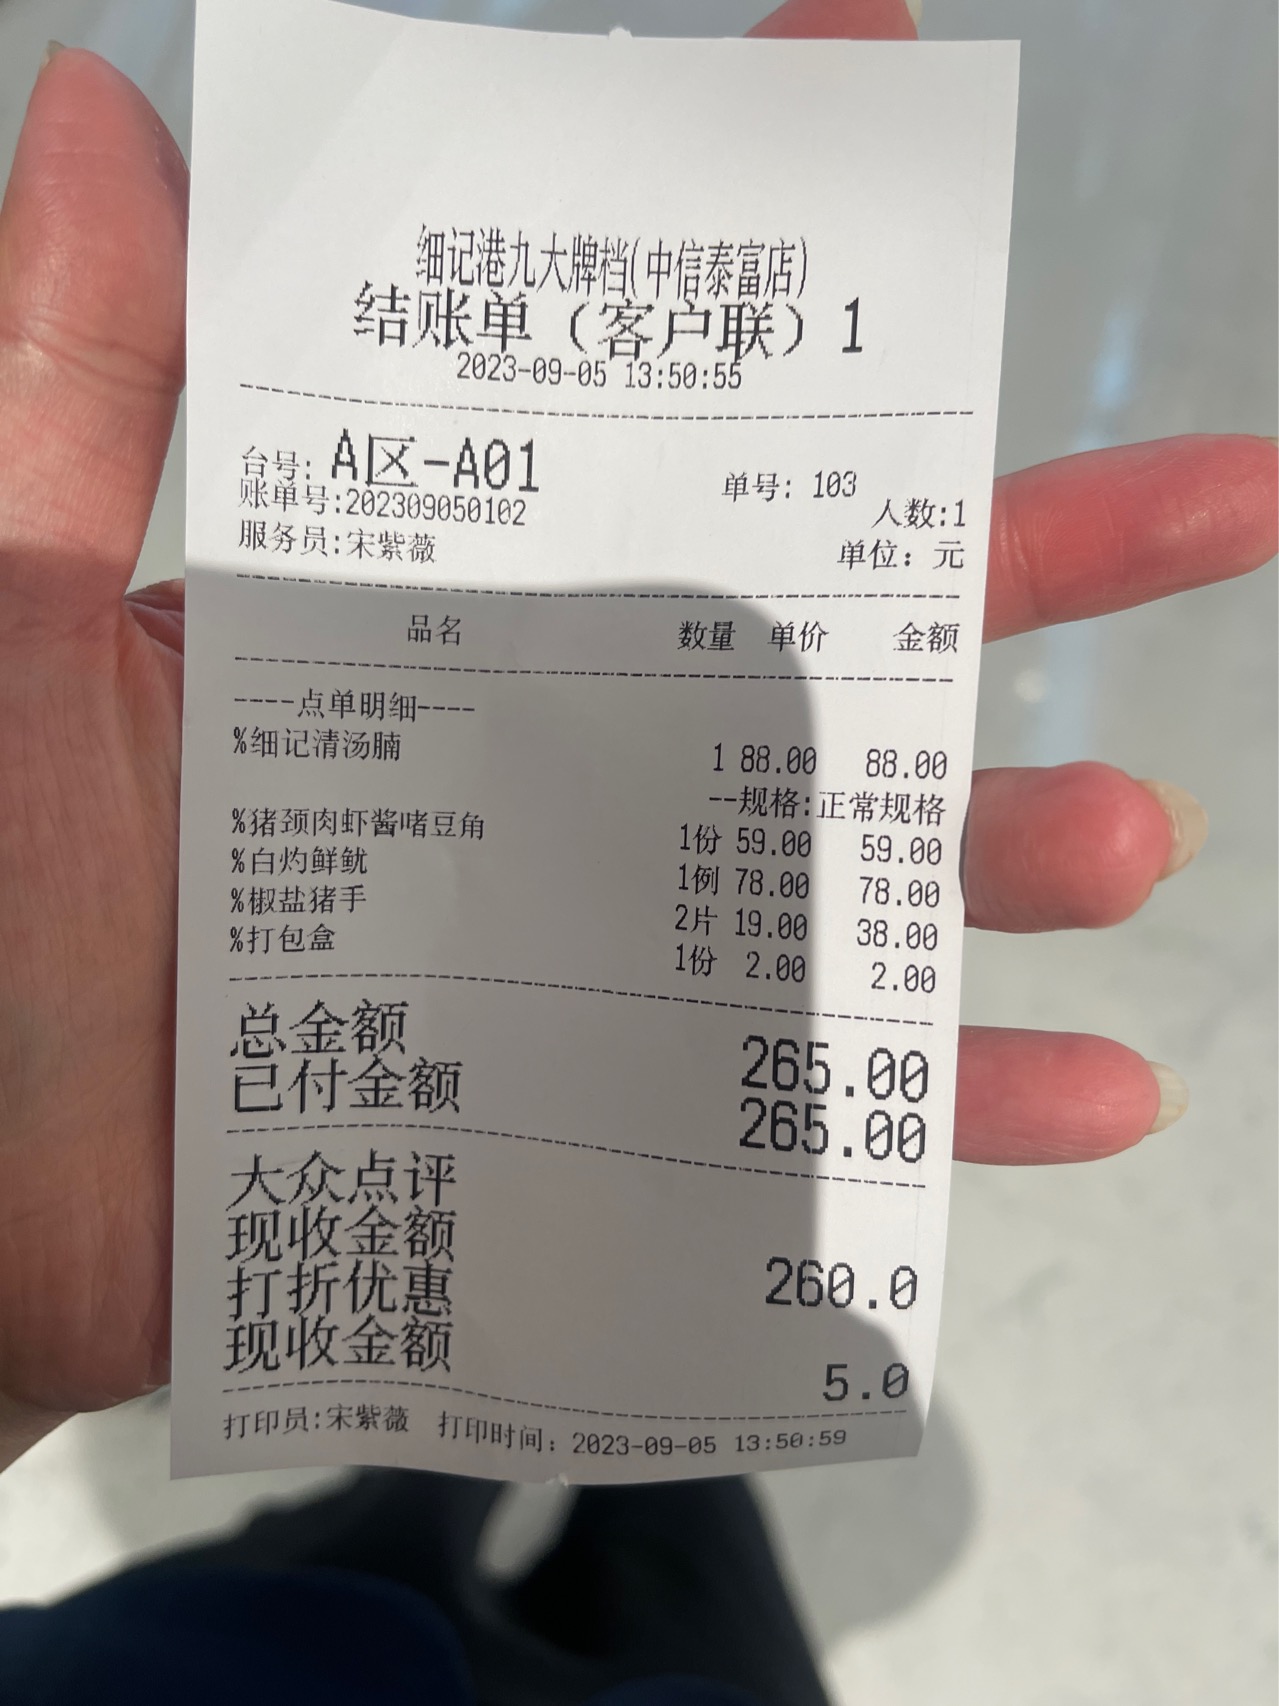 细记港九大牌档(中信泰富店)
结账单（客户联）1
2023-09-05 13:50:55
台号: A区-A01 单号: 103
账单号:202309050102 人数:1
服务员:宋紫薇 单位：元
品名 数量 单价 金额
----点单明细----
%细记清汤腩 1 88.00 88.00
--规格:正常规格
%猪颈肉虾酱啫豆角 1份 59.00 59.00
%白灼鲜鱿 1例 78.00 78.00
%椒盐猪手 2片 19.00 38.00
%打包盒 1份 2.00 2.00
总金额 265.00
已付金额 265.00
大众点评
现收金额 260.0
打折优惠
现收金额 5.0
打印员:宋紫薇 打印时间：2023-09-05 13:50:59